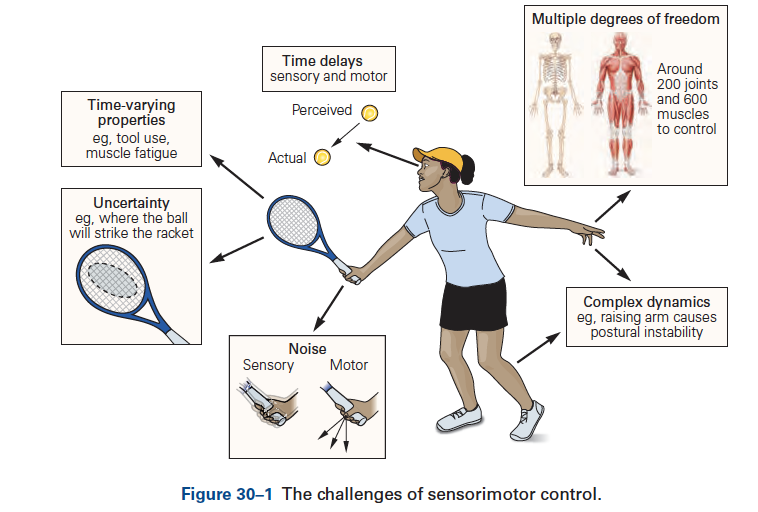 Multiple degrees of freedom
Around
200 joints
and 600
muscles
to control
Time delays
sensory and motor
Perceived
Actual
Time-varying
properties
eg, tool use,
muscle fatigue
Uncertainty
eg, where the ball
will strike the racket
Noise
Sensory Motor
Complex dynamics
eg, raising arm causes
postural instability
Figure 30–1 The challenges of sensorimotor control.